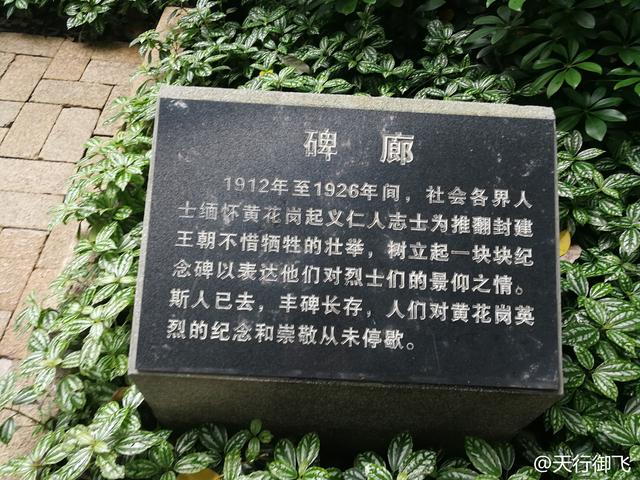 碑 廊
1912年至1926年间，社会各界人
士缅怀黄花岗起义仁人志士为推翻封建
王朝不惜牺牲的壮举，树立起一块块纪
念碑以表达他们对烈士们的景仰之情。
斯人已去，丰碑长存，人们对黄花岗英
烈的纪念和崇敬从未停歇。
@天行御飞